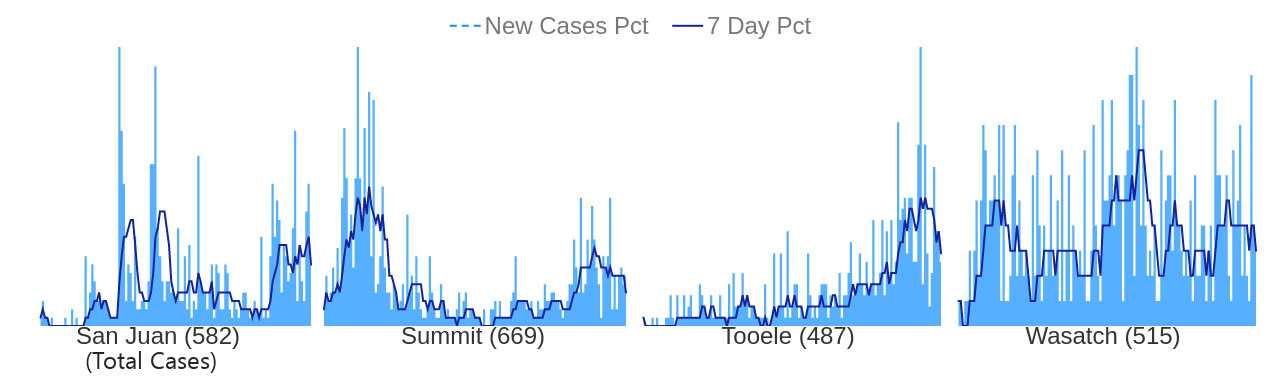 New Cases Pct 7 Day Pct
San Juan (582) Summit (669) Tooele (487) Wasatch (515)
(Total Cases)